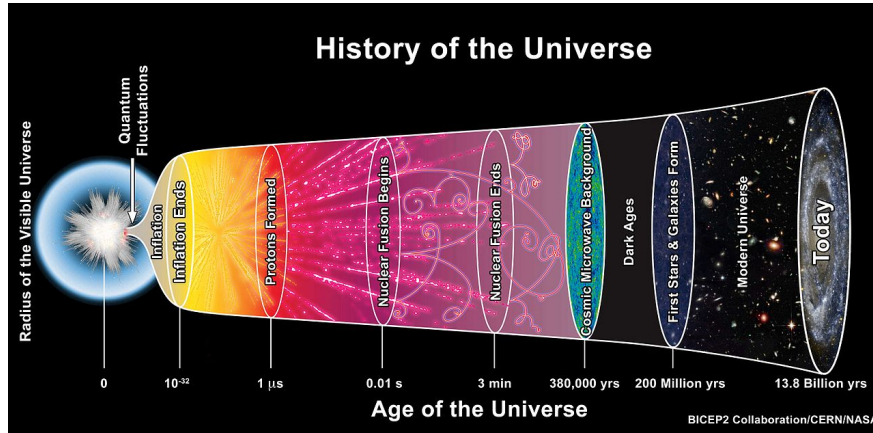 History of the Universe
Radius of the Visible Universe
Quantum
Fluctuations
Inflation
Inflation Ends
Protons Formed
Nuclear Fusion Begins
Nuclear Fusion Ends
Cosmic Microwave Background
Dark Ages
First Stars & Galaxies Form
Modern Universe
Today
0
10⁻³²
1 µs
0.01 s
3 min
380,000 yrs
200 Million yrs
13.8 Billion yrs
Age of the Universe
BICEP2 Collaboration/CERN/NASA